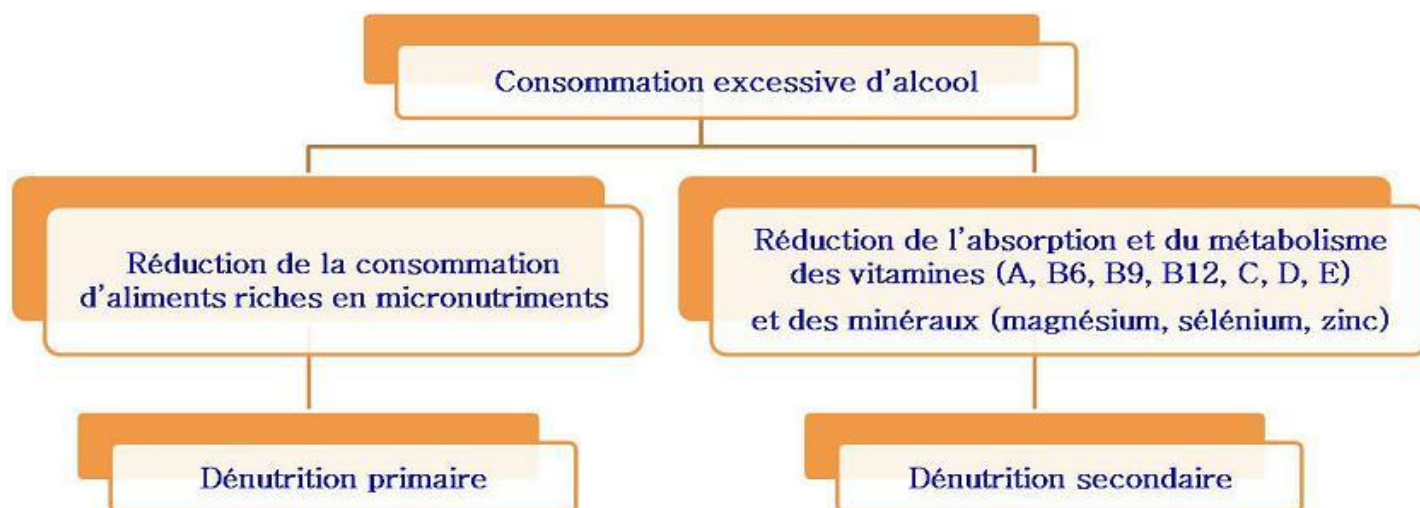 Consommation excessive d'alcool
Réduction de la consommation
d'aliments riches en micronutriments
Réduction de l'absorption et du métabolisme
des vitamines (A, B6, B9, B12, C, D, E)
et des minéraux (magnésium, sélénium, zinc)
Dénutrition primaire
Dénutrition secondaire